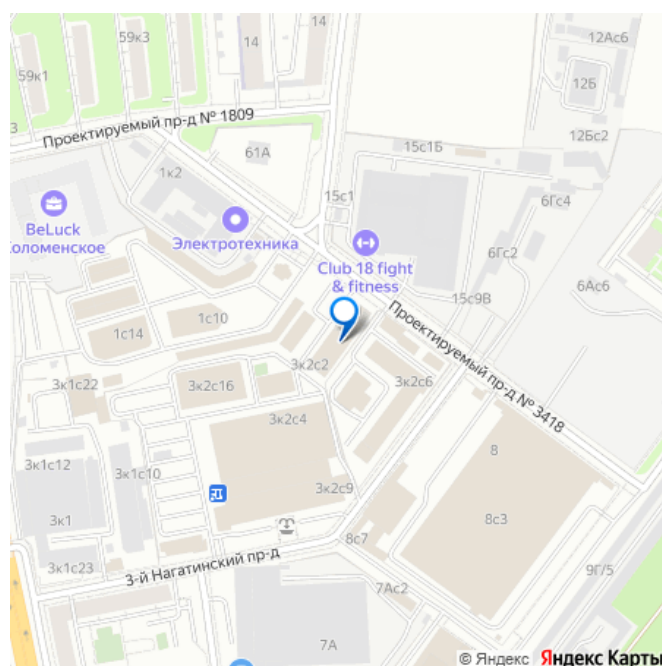 59к3
14
12Ас6
59к1
14
12Б
Проектируемый пр-д № 1809
3
61А
15с1Б
12Бс2
1к2
15с1
6Гс4
BeLuck
Коломенское
Электротехника
Club 18 fight
& fitness
6Гс2
6Ас6
15с9В
1с10
1с14
Проектируемый пр-д № 3418
3к2с2
3к1с22
3к2с16
3к2с6
3к2с4
3к1с12
3к1с10
8
3к2с9
3к1
8с3
8с7
3к1с23
3-й Нагатинский пр-д
9Г/5
7Ас2
7А
© Яндекс Яндекс Карты